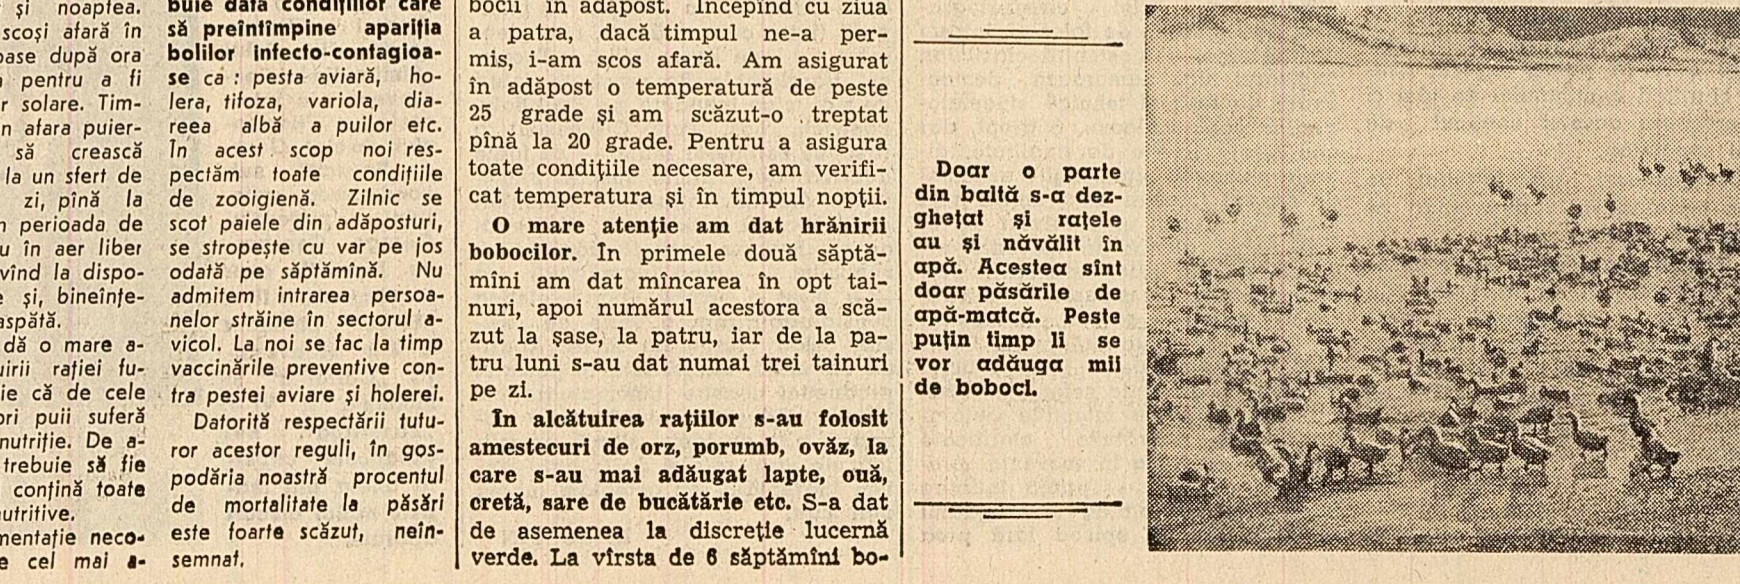 și noaptea.
scoși afară în
oase după ora
pentru a fi
r solare. Tim-
n afara puier-
să crească
la un sfert de
zi, pînă la
n perioada de
u în aer liber
vînd la dispo-
e și, bineînțe-
aspătă.
dă o mare a-
uirii rației fu-
ie că de cele
ori puii suferă
nutriție. De a-
trebuie să fie
conțină toate
utritive.
mentație neco-
e cel mai a-
buie data condițiilor care
să preîntîmpine apariția
bolilor infecto-contagioa-
se ca : pesta aviară, ho-
lera, tifoza, variola, dia-
reea albă a puilor etc.
În acest scop noi res-
pectăm toate condițiile
de zooigienă. Zilnic se
scot paiele din adăposturi,
se stropește cu var pe jos
odată pe săptămînă. Nu
admitem intrarea persoa-
nelor străine în sectorul a-
vicol. La noi se fac la timp
vaccinările preventive con-
tra pestei aviare și holerei.
Datorită respectării tutu-
ror acestor reguli, în gos-
podăria noastră procentul
de mortalitate la păsări
este foarte scăzut, neîn-
semnat.
bocii în adăpost. Începînd cu ziua
a patra, dacă timpul ne-a per-
mis, i-am scos afară. Am asigurat
în adăpost o temperatură de peste
25 grade și am scăzut-o treptat
pînă la 20 grade. Pentru a asigura
toate condițiile necesare, am verifi-
cat temperatura și în timpul nopții.
O mare atenție am dat hrănirii
bobocilor. În primele două săptă-
mîni am dat mîncarea în opt tai-
nuri, apoi numărul acestora a scă-
zut la șase, la patru, iar de la pa-
tru luni s-au dat numai trei tainuri
pe zi.
În alcătuirea rațiilor s-au folosit
amestecuri de orz, porumb, ovăz, la
care s-au mai adăugat lapte, ouă,
cretă, sare de bucătărie etc. S-a dat
de asemenea la discreție lucernă
verde. La vîrsta de 6 săptămîni bo-
Doar o parte
din baltă s-a dez-
ghețat și rațele
au și năvălit în
apă. Acestea sînt
doar păsările de
apă-matcă. Peste
puțin timp li se
vor adăuga mii
de boboci.